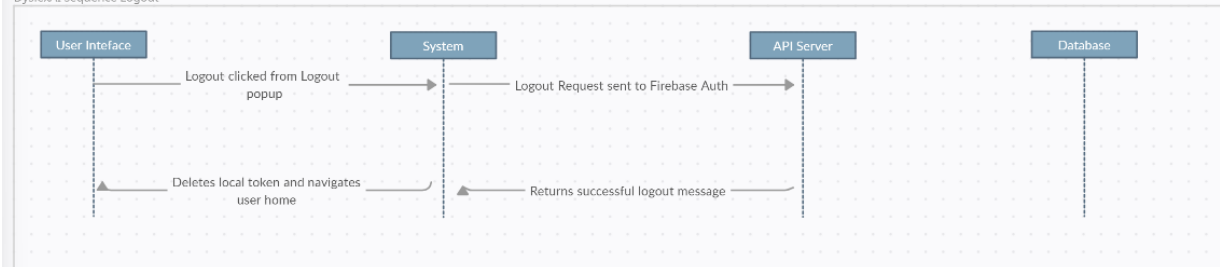 User Inteface
System
API Server
Database
Logout clicked from Logout
popup
Logout Request sent to Firebase Auth
Deletes local token and navigates
user home
Returns successful logout message